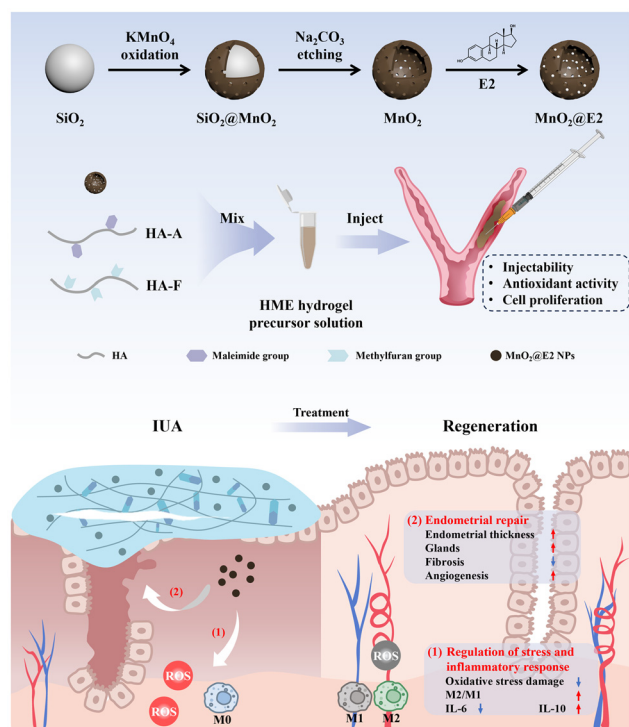 KMnO₄
oxidation
Na₂CO₃
etching
HO
OH
E2
SiO₂
SiO₂@MnO₂
MnO₂
MnO₂@E2
HA-A
HA-F
Mix
Inject
HME hydrogel
precursor solution
• Injectability
• Antioxidant activity
• Cell proliferation
HA
Maleimide group
Methylfuran group
MnO₂@E2 NPs
IUA
Treatment
Regeneration
(2) Endometrial repair
Endometrial thickness ↑
Glands ↑
Fibrosis ↓
Angiogenesis ↑
(2)
(1)
ROS
ROS
M0
ROS
M1
M2
(1) Regulation of stress and
inflammatory response
Oxidative stress damage ↓
M2/M1 ↑
IL-6 ↓ IL-10 ↑